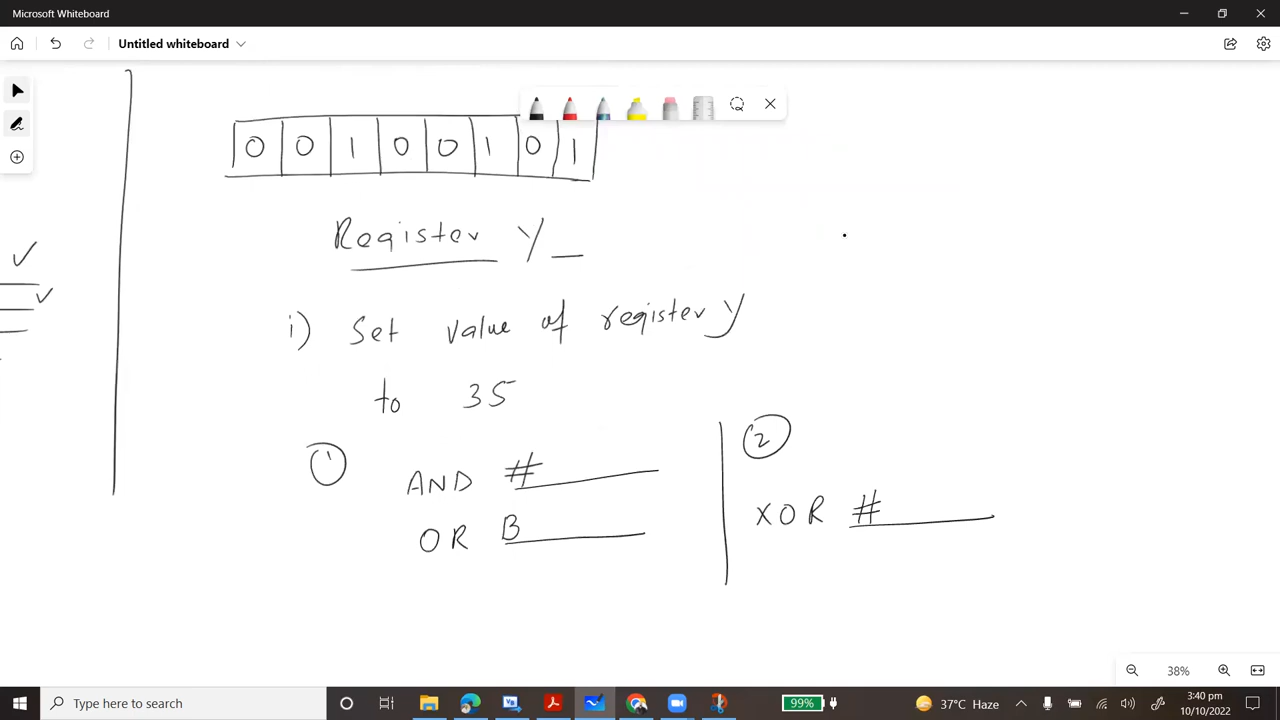 Microsoft Whiteboard
Untitled whiteboard
0 0 1 0 0 1 0 1
Register Y_
i) Set value of register Y
to 35
1
AND #
OR B
2
XOR #
38%
Type here to search
99%
37°C Haze
3:40 pm
10/10/2022